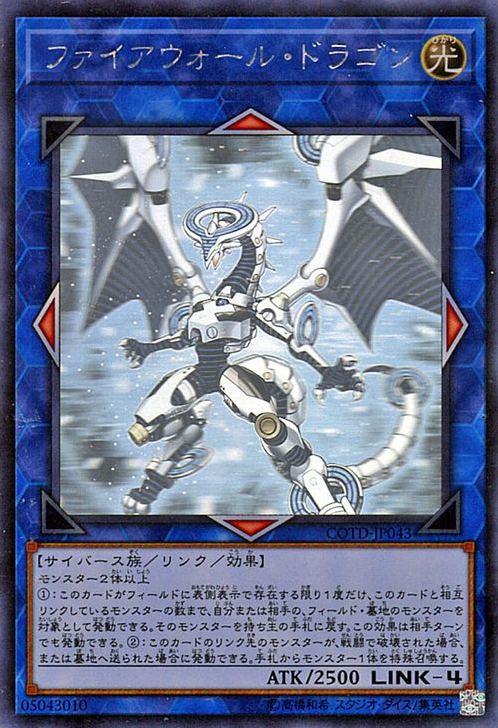 ファイアウォール・ドラゴン
光
COTD-JP043
[サイバース族/リンク/効果]
モンスター2体以上
①:このカードがフィールドに表側表示で存在する限り1度だけ、このカードと相互
リンクしているモンスターの数まで、自分または相手の、フィールド・墓地のモンスターを
対象として発動できる。そのモンスターを持ち主の手札に戻す。この効果は相手ターン
でも発動できる。②:このカードのリンク先のモンスターが、戦闘で破壊された場合、
または墓地へ送られた場合に発動できる。手札からモンスター1体を特殊召喚する。
ATK/2500 LINK-4
05043010
©高橋和希 スタジオ・ダイス/集英社